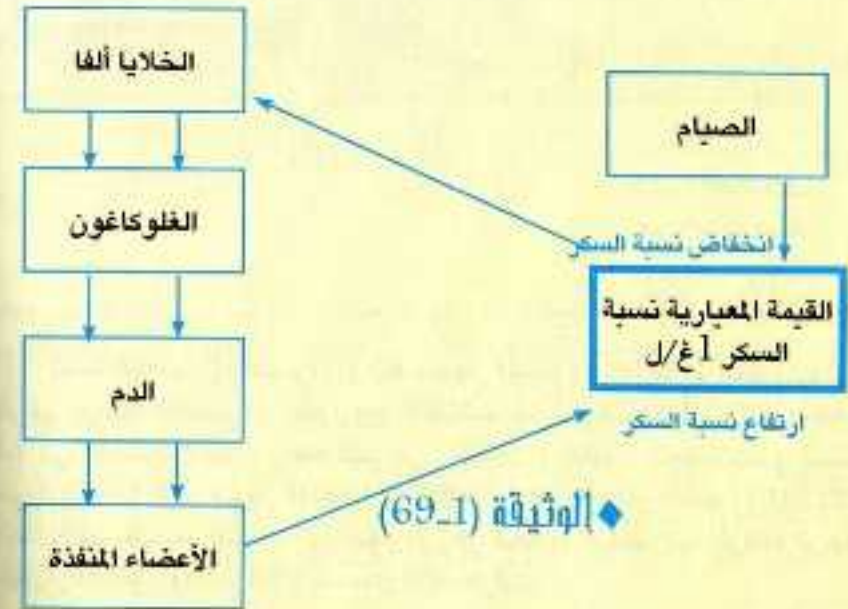 الخلايا ألفا
الصيام
الغلوكاغون
انخفاض نسبة السكر
القيمة المعيارية نسبة
السكر 1غ/ل
الدم
ارتفاع نسبة السكر
الوثيقة (1-69)
الأعضاء المنفذة